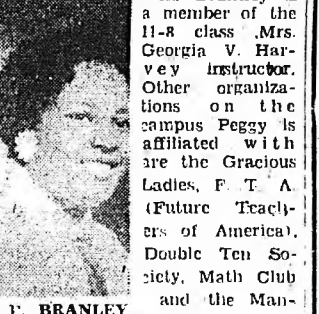 a member of the
11-8 class ,Mrs.
Georgia V. Har-
vey instructor.
Other organiza-
tions on the
campus Peggy is
affiliated with
are the Gracious
Ladies, F. T. A.
(Future Teach-
ers of America),
Double Ten So-
ciety, Math Club
and the Man-
P. BRANLEY